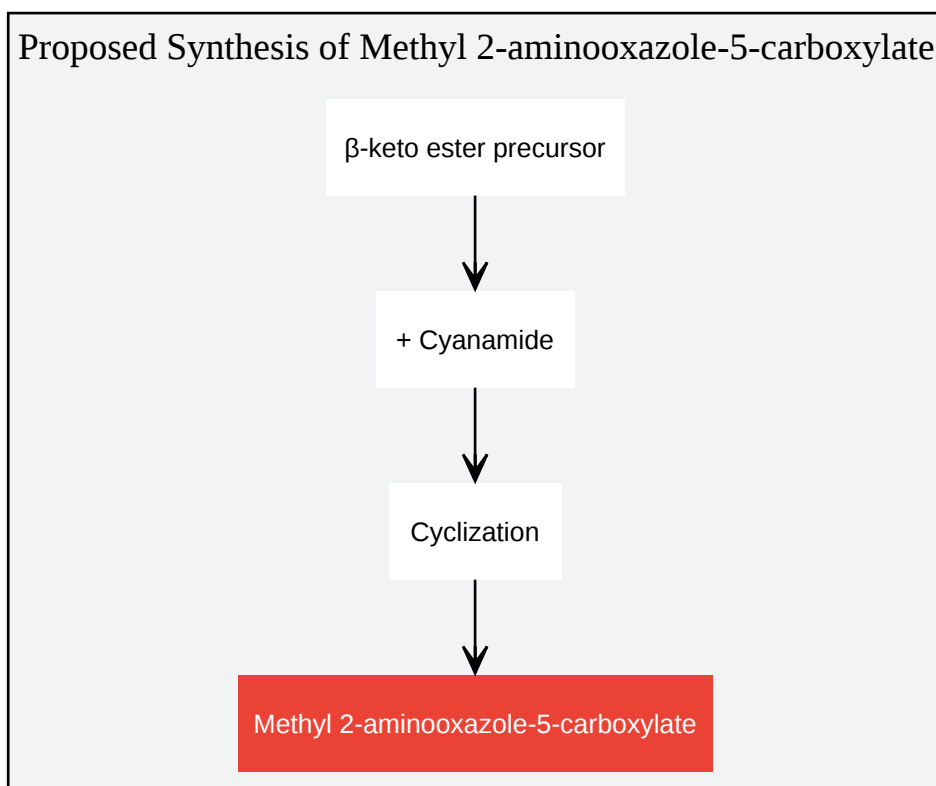 Proposed Synthesis of Methyl 2-aminooxazole-5-carboxylate
β-keto ester precursor
+ Cyanamide
Cyclization
Methyl 2-aminooxazole-5-carboxylate